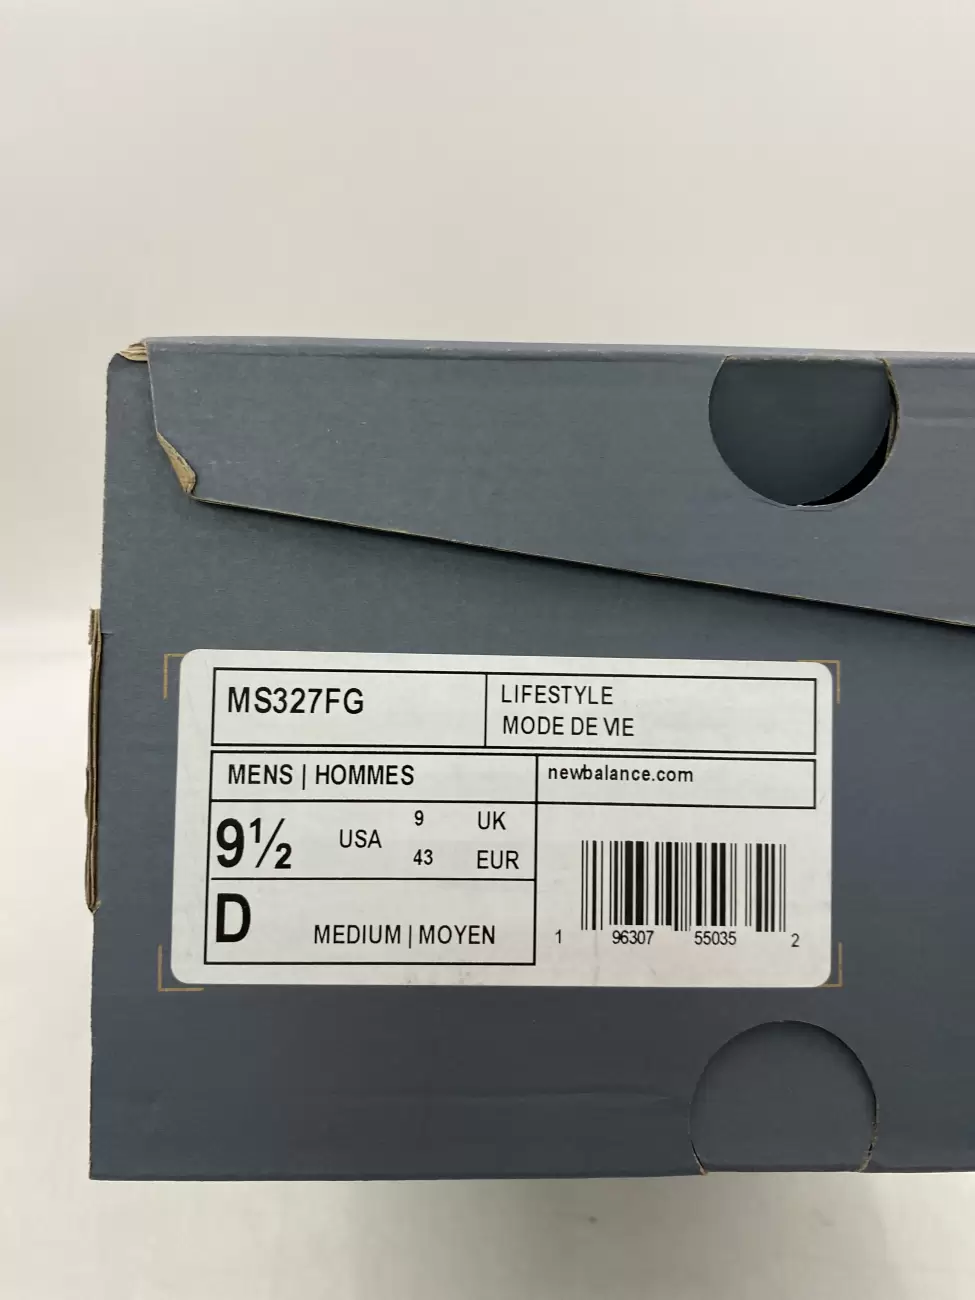 MS327FG
LIFESTYLE
MODE DE VIE
MENS | HOMMES
newbalance.com
9½ USA 9 UK
43 EUR
D MEDIUM | MOYEN
1 96307 55035 2